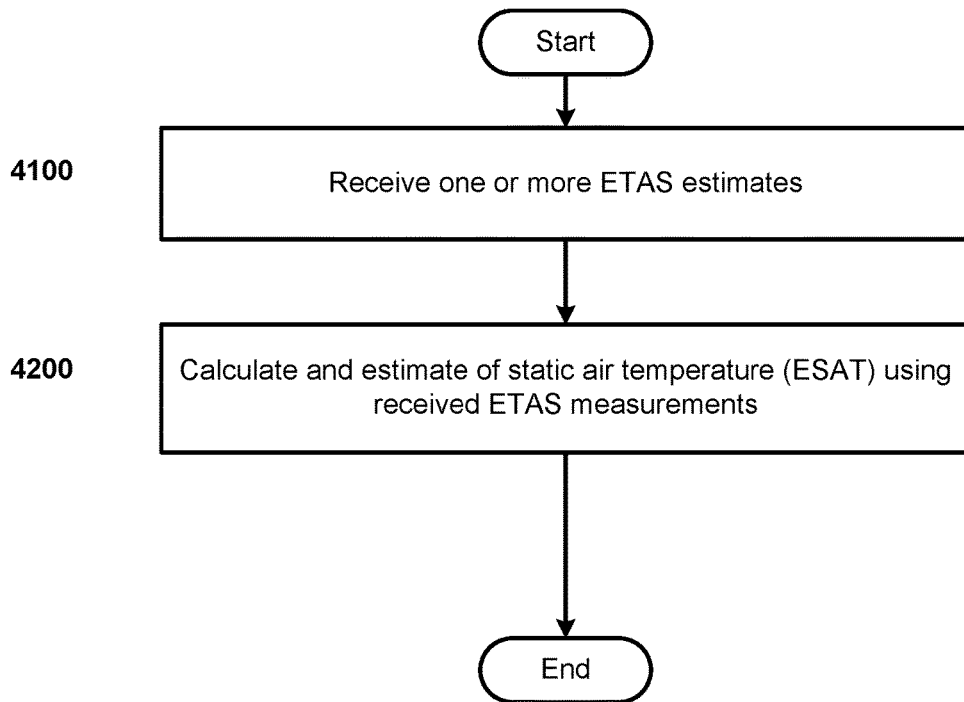 Start
4100
Receive one or more ETAS estimates
4200
Calculate and estimate of static air temperature (ESAT) using
received ETAS measurements
End